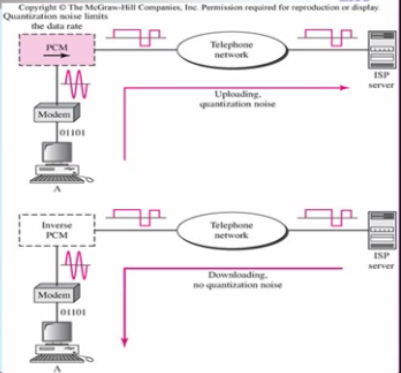 Copyright © The McGraw-Hill Companies, Inc. Permission required for reproduction or display.
Quantization noise limits
the data rate
PCM
Telephone
network
ISP
server
Uploading,
quantization noise
Modem
01101
A
Inverse
PCM
Telephone
network
ISP
server
Downloading,
no quantization noise
Modem
01101
A